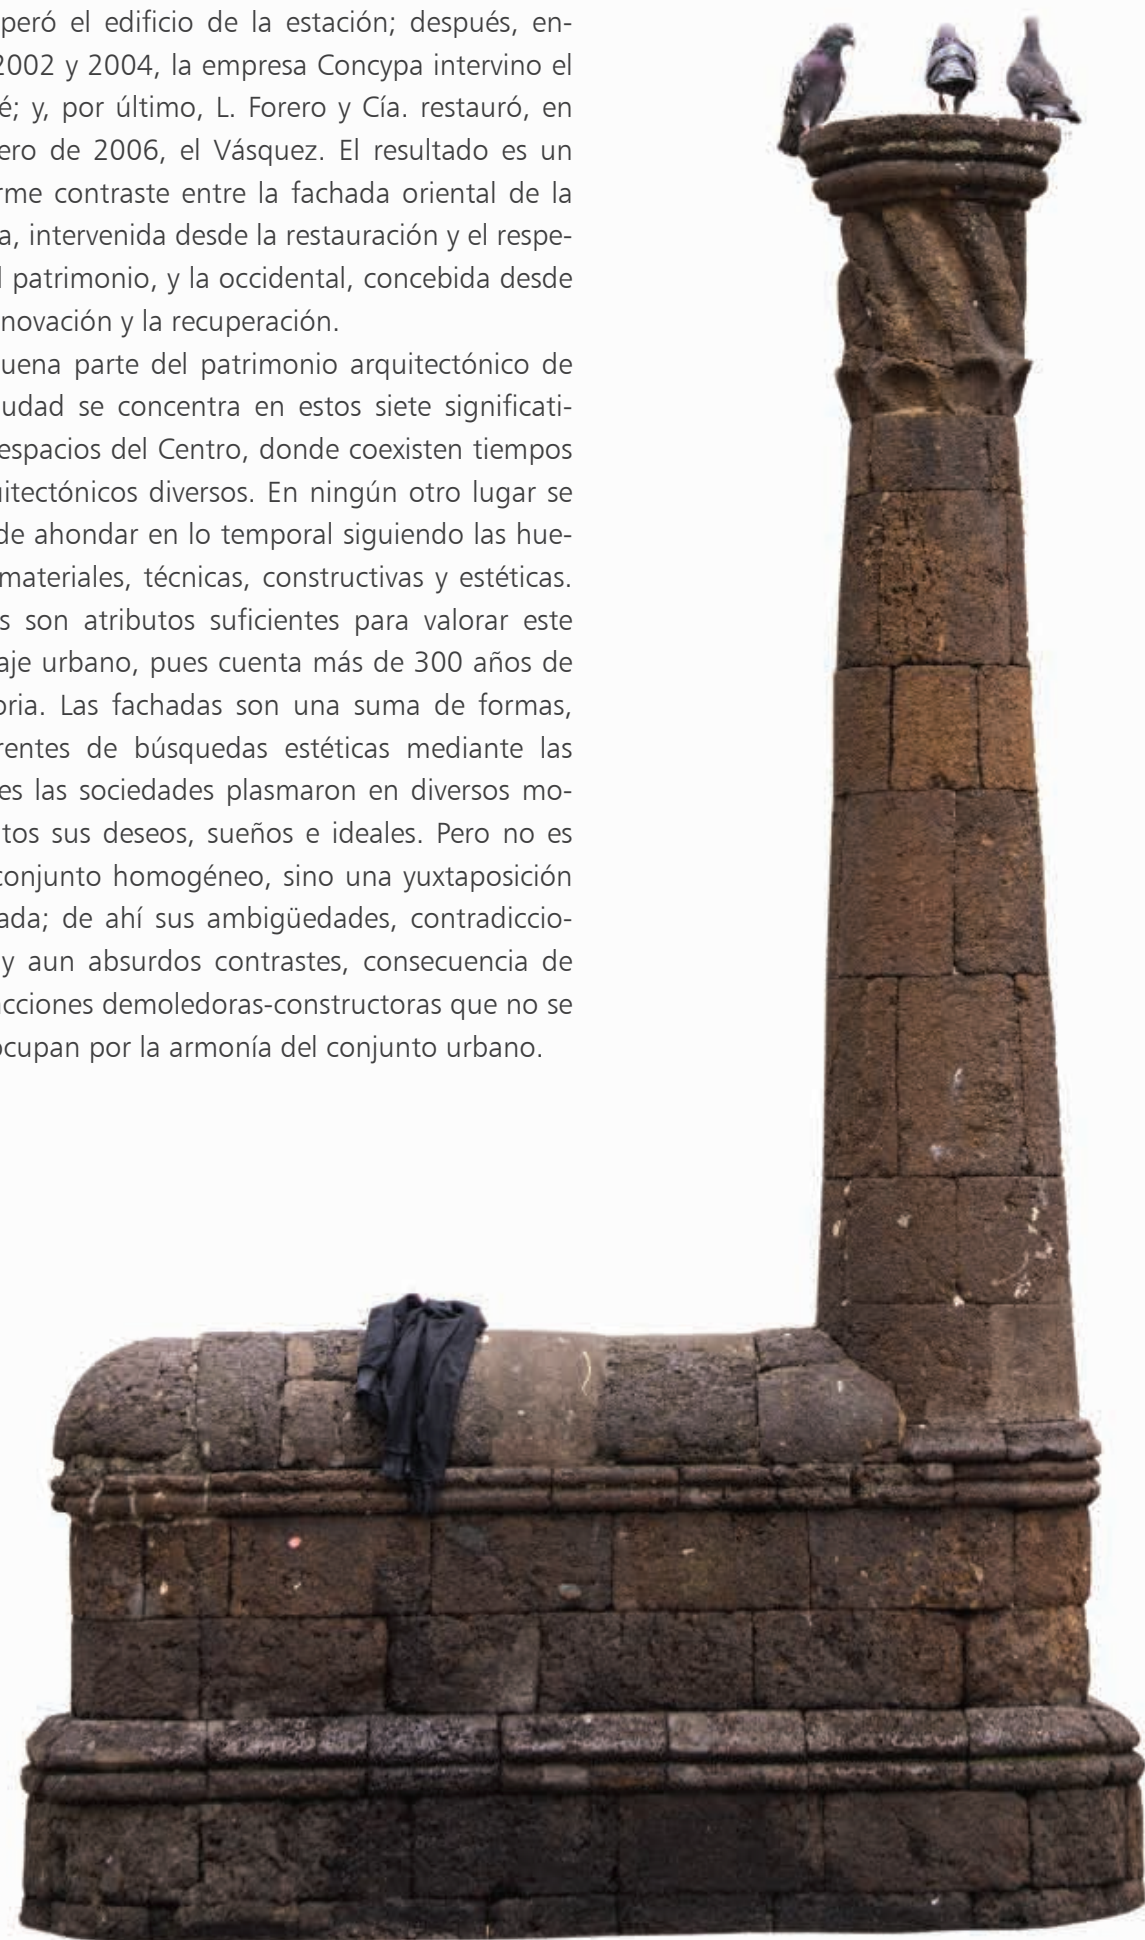 peró el edificio de la estación; después, en-
2002 y 2004, la empresa Concypa intervino el
é; y, por último, L. Forero y Cía. restauró, en
ero de 2006, el Vásquez. El resultado es un
rme contraste entre la fachada oriental de la
a, intervenida desde la restauración y el respe-
l patrimonio, y la occidental, concebida desde
nnovación y la recuperación.
uena parte del patrimonio arquitectónico de
udad se concentra en estos siete significati-
espacios del Centro, donde coexisten tiempos
uitectónicos diversos. En ningún otro lugar se
de ahondar en lo temporal siguiendo las hue-
materiales, técnicas, constructivas y estéticas.
s son atributos suficientes para valorar este
aje urbano, pues cuenta más de 300 años de
oria. Las fachadas son una suma de formas,
rentes de búsquedas estéticas mediante las
es las sociedades plasmaron en diversos mo-
tos sus deseos, sueños e ideales. Pero no es
conjunto homogéneo, sino una yuxtaposición
ada; de ahí sus ambigüedades, contradiccio-
y aun absurdos contrastes, consecuencia de
acciones demoledoras-constructoras que no se
ocupan por la armonía del conjunto urbano.